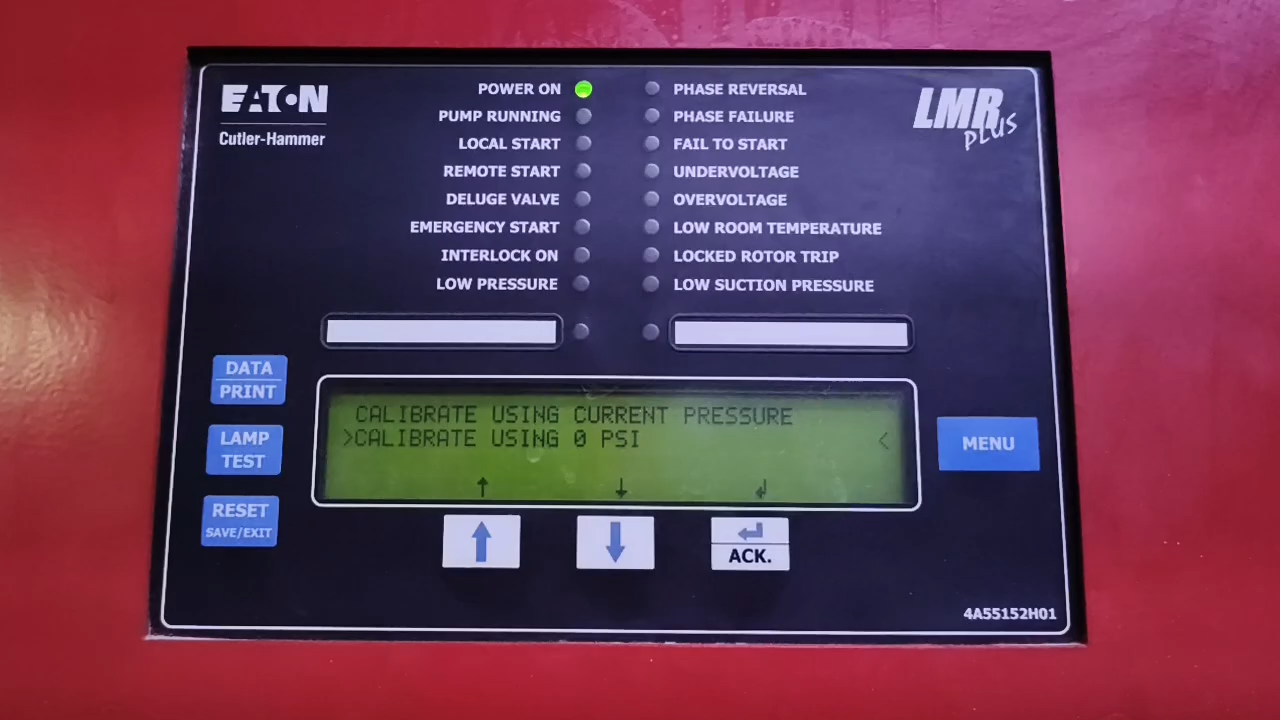 EATON
Cutler-Hammer
LMR
PLUS
POWER ON
PUMP RUNNING
LOCAL START
REMOTE START
DELUGE VALVE
EMERGENCY START
INTERLOCK ON
LOW PRESSURE
PHASE REVERSAL
PHASE FAILURE
FAIL TO START
UNDERVOLTAGE
OVERVOLTAGE
LOW ROOM TEMPERATURE
LOCKED ROTOR TRIP
LOW SUCTION PRESSURE
DATA
PRINT
LAMP
TEST
RESET
SAVE/EXIT
CALIBRATE USING CURRENT PRESSURE
>CALIBRATE USING 0 PSI <
↑ ↓ ↲
MENU
↑ ↓ ↵
ACK.
4A55152H01